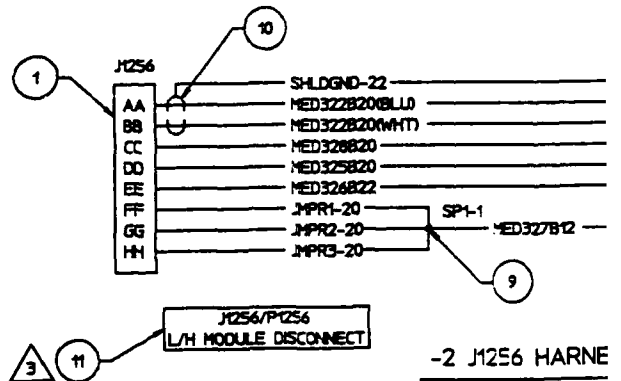 10
1
J1256
SHLDGND-22
AA MED322B20(BLU)
BB MED322B20(WHT)
CC MED328B20
DD MED325B20
EE MED326B22
FF JMPR1-20 SP1-1
GG JMPR2-20 MED327B12
HH JMPR3-20
9
J1256/P1256
L/H MODULE DISCONNECT
3 11
-2 J1256 HARNE